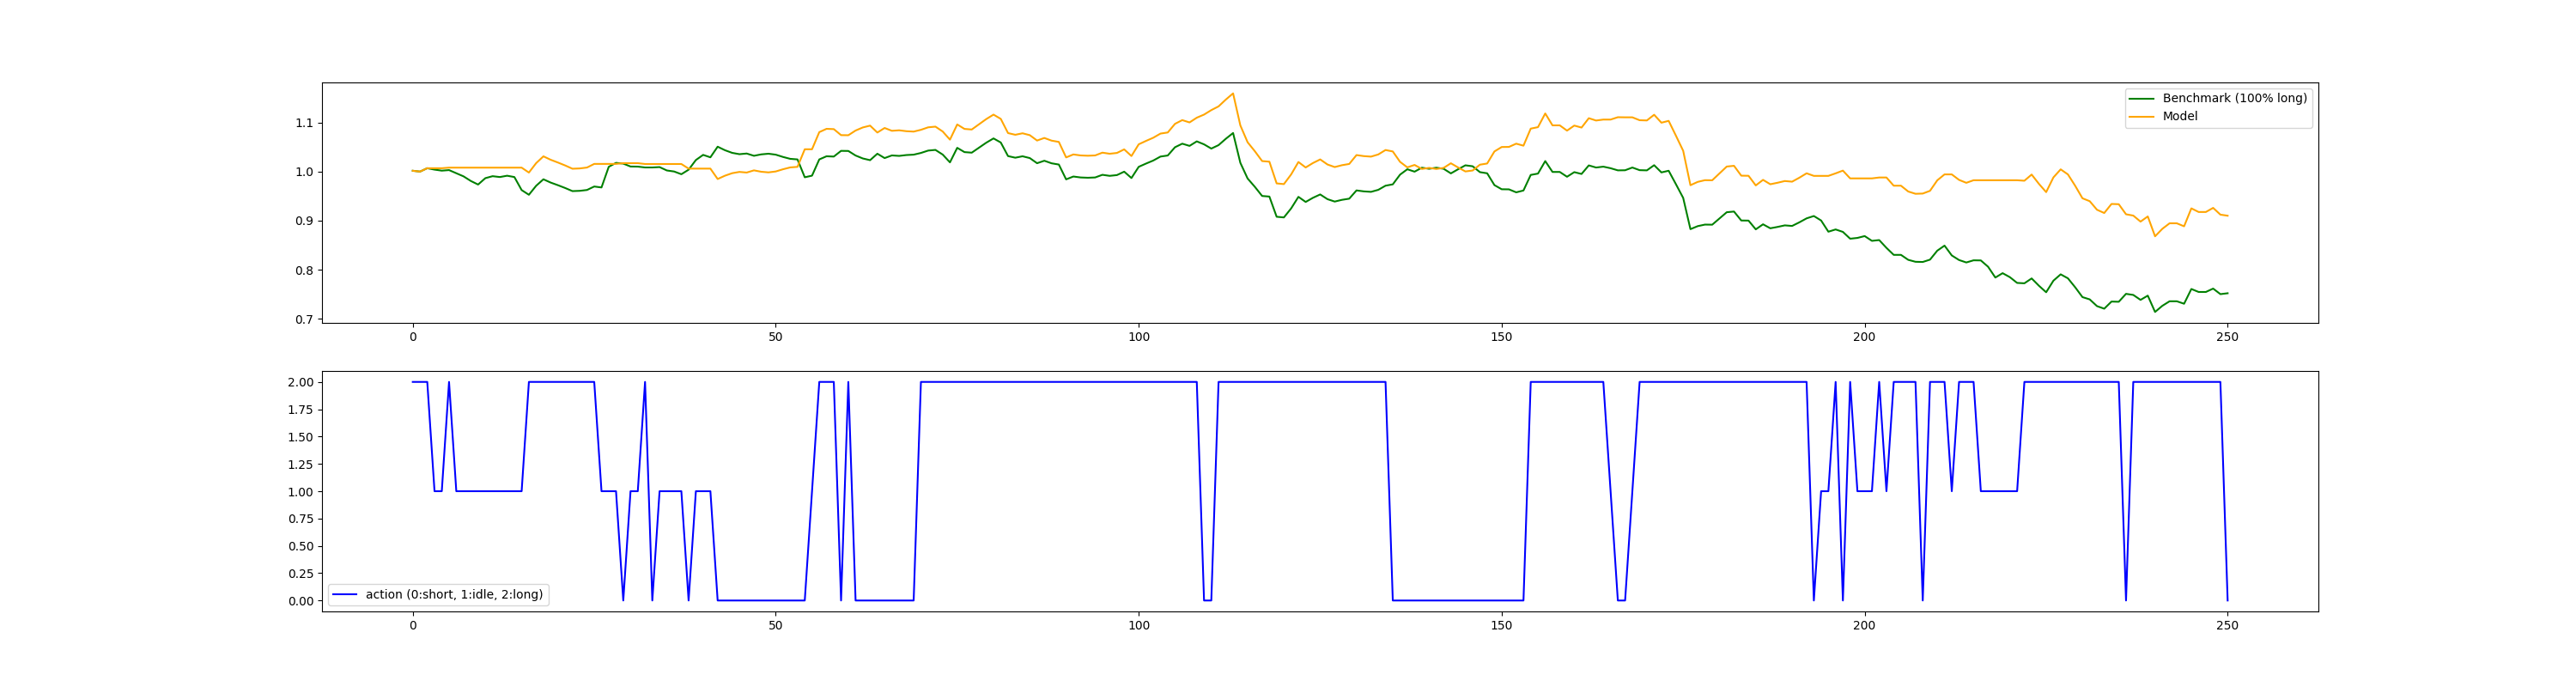 Benchmark (100% long)
Model
1.1
1.0
0.9
0.8
0.7
0 50 100 150 200 250
2.00
1.75
1.50
1.25
1.00
0.75
0.50
0.25
0.00
action (0:short, 1:idle, 2:long)
0 50 100 150 200 250